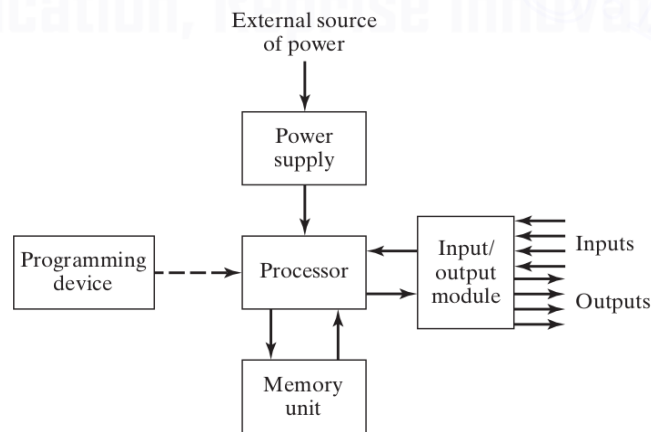 External source
of power
Power
supply
Programming
device
Processor
Input/
output
module
Inputs
Outputs
Memory
unit